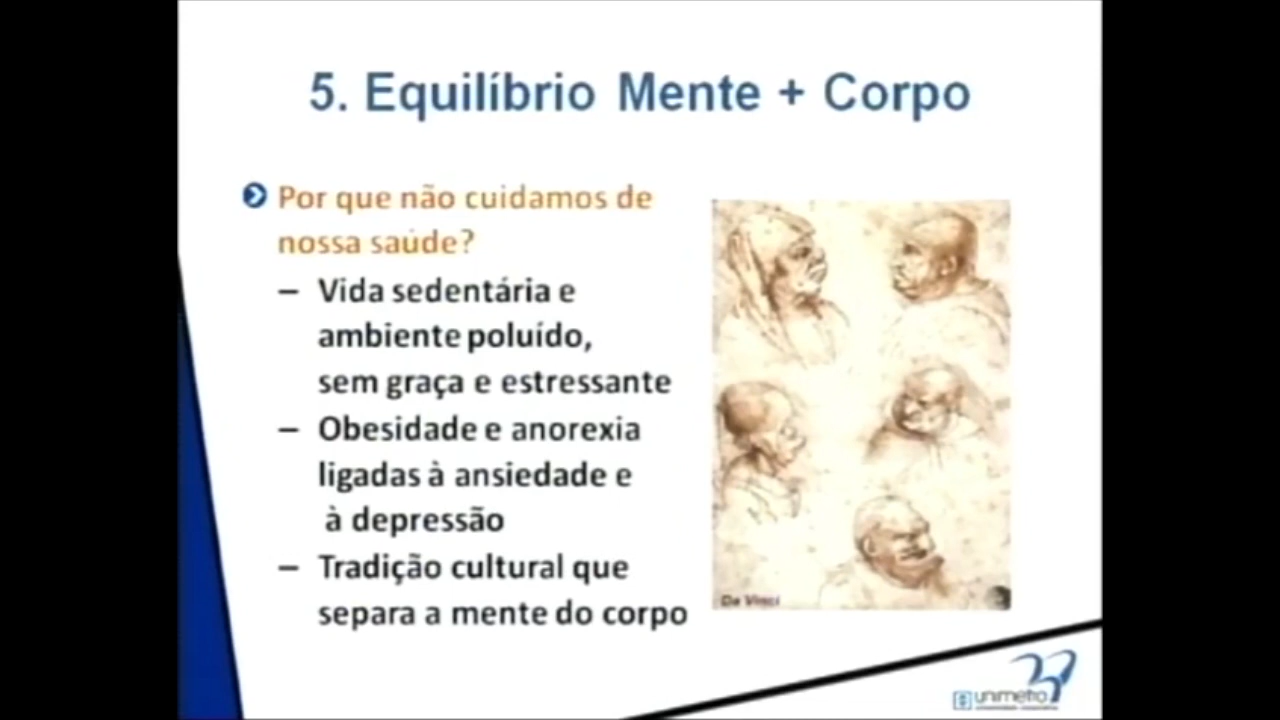 5. Equilíbrio Mente + Corpo
Por que não cuidamos de
nossa saúde?
– Vida sedentária e
ambiente poluído,
sem graça e estressante
– Obesidade e anorexia
ligadas à ansiedade e
à depressão
– Tradição cultural que
separa a mente do corpo
Da Vinci
unimetro